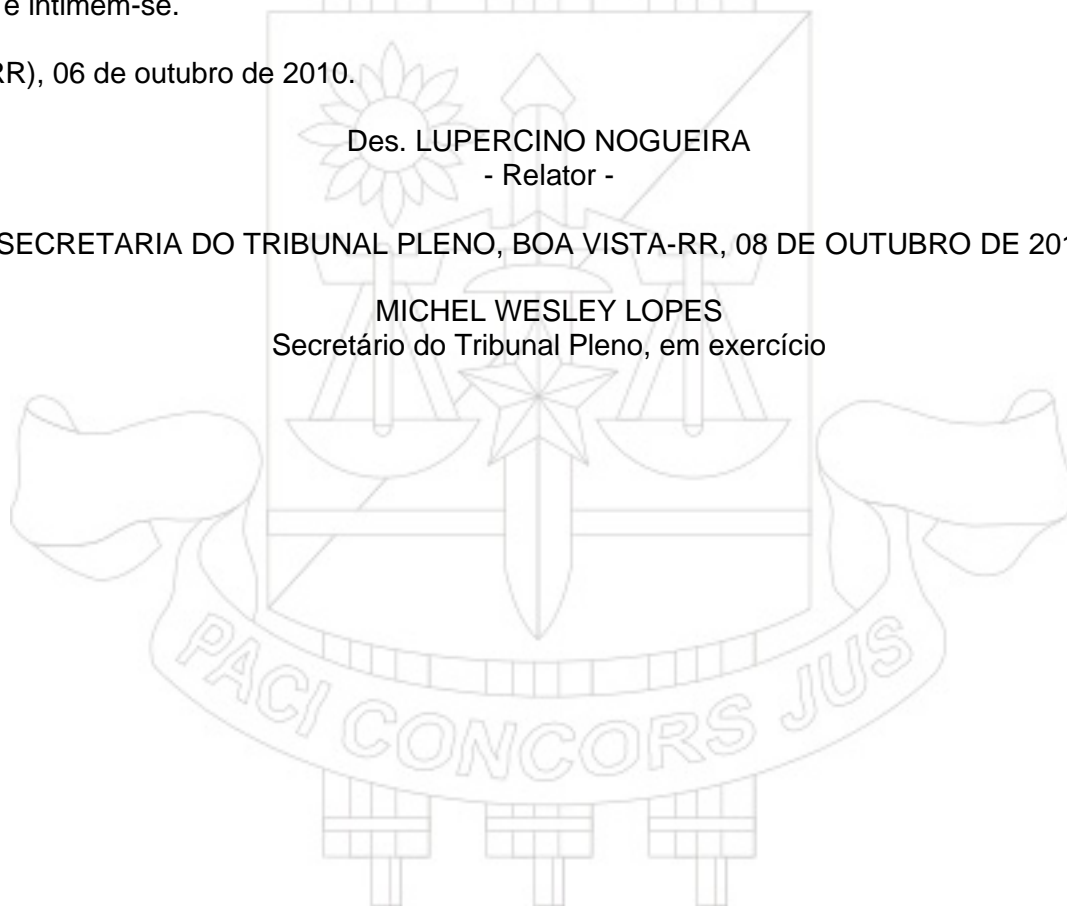 e intimem-se.
RR), 06 de outubro de 2010.
Des. LUPERCINO NOGUEIRA
- Relator -
SECRETARIA DO TRIBUNAL PLENO, BOA VISTA-RR, 08 DE OUTUBRO DE 201
MICHEL WESLEY LOPES
Secretário do Tribunal Pleno, em exercício
PACI CONCORS JUS